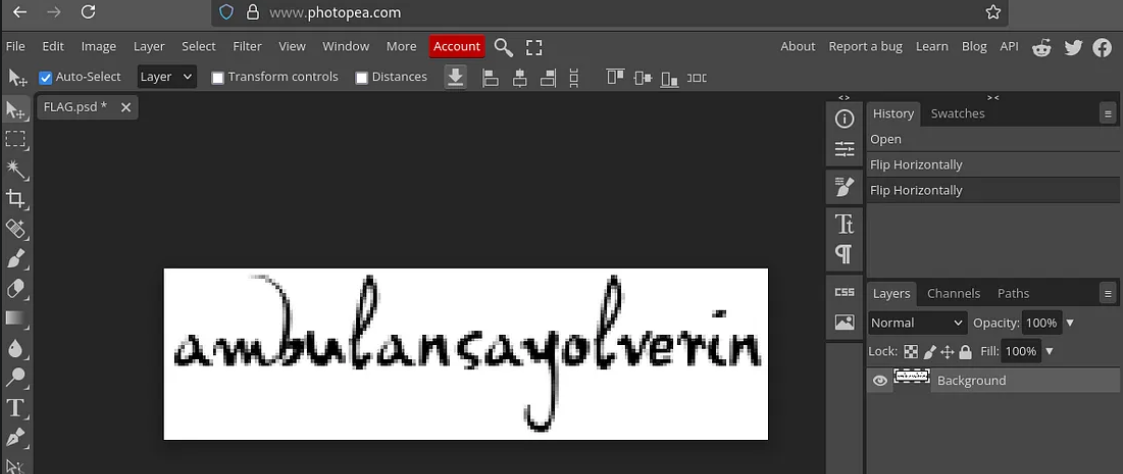 www.photopea.com
File Edit Image Layer Select Filter View Window More Account About Report a bug Learn Blog API
Auto-Select Layer Transform controls Distances
FLAG.psd *
History Swatches
Open
Flip Horizontally
Flip Horizontally
ambulansayolverin
Tt
CSS
Layers Channels Paths
Normal Opacity: 100%
Lock: Fill: 100%
Background
T